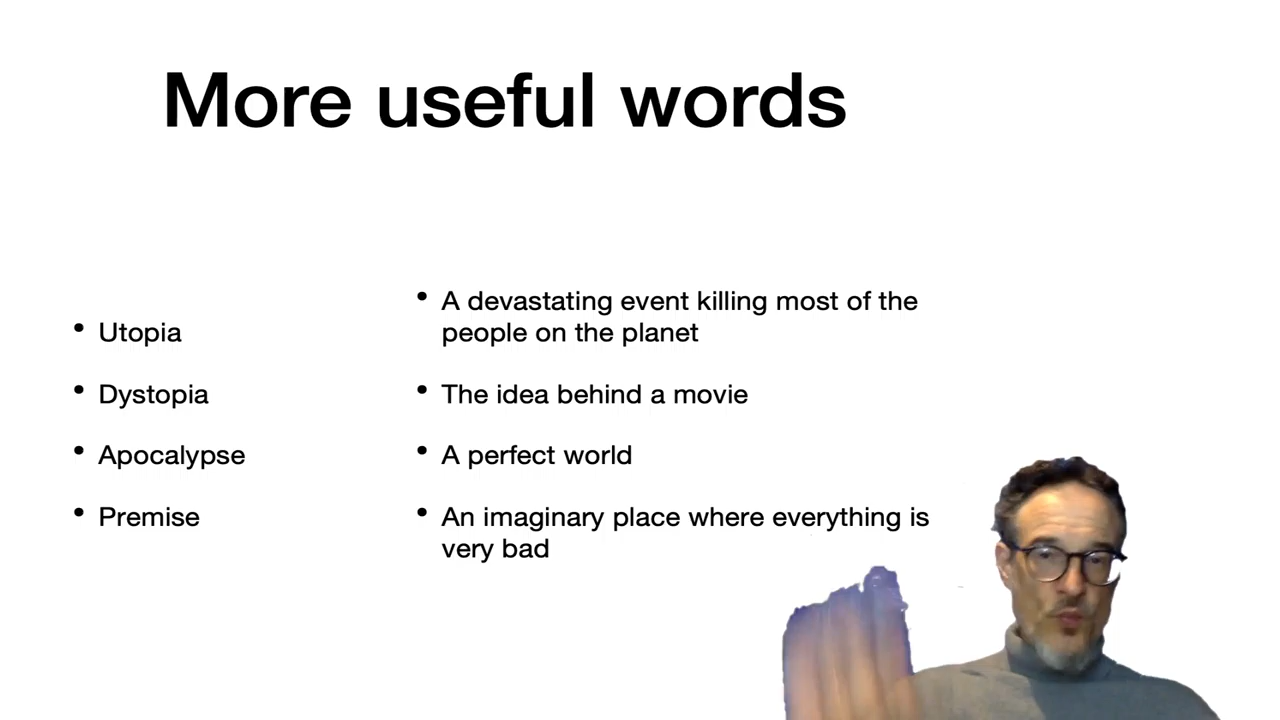 More useful words
• Utopia
• Dystopia
• Apocalypse
• Premise
• A devastating event killing most of the
people on the planet
• The idea behind a movie
• A perfect world
• An imaginary place where everything is
very bad